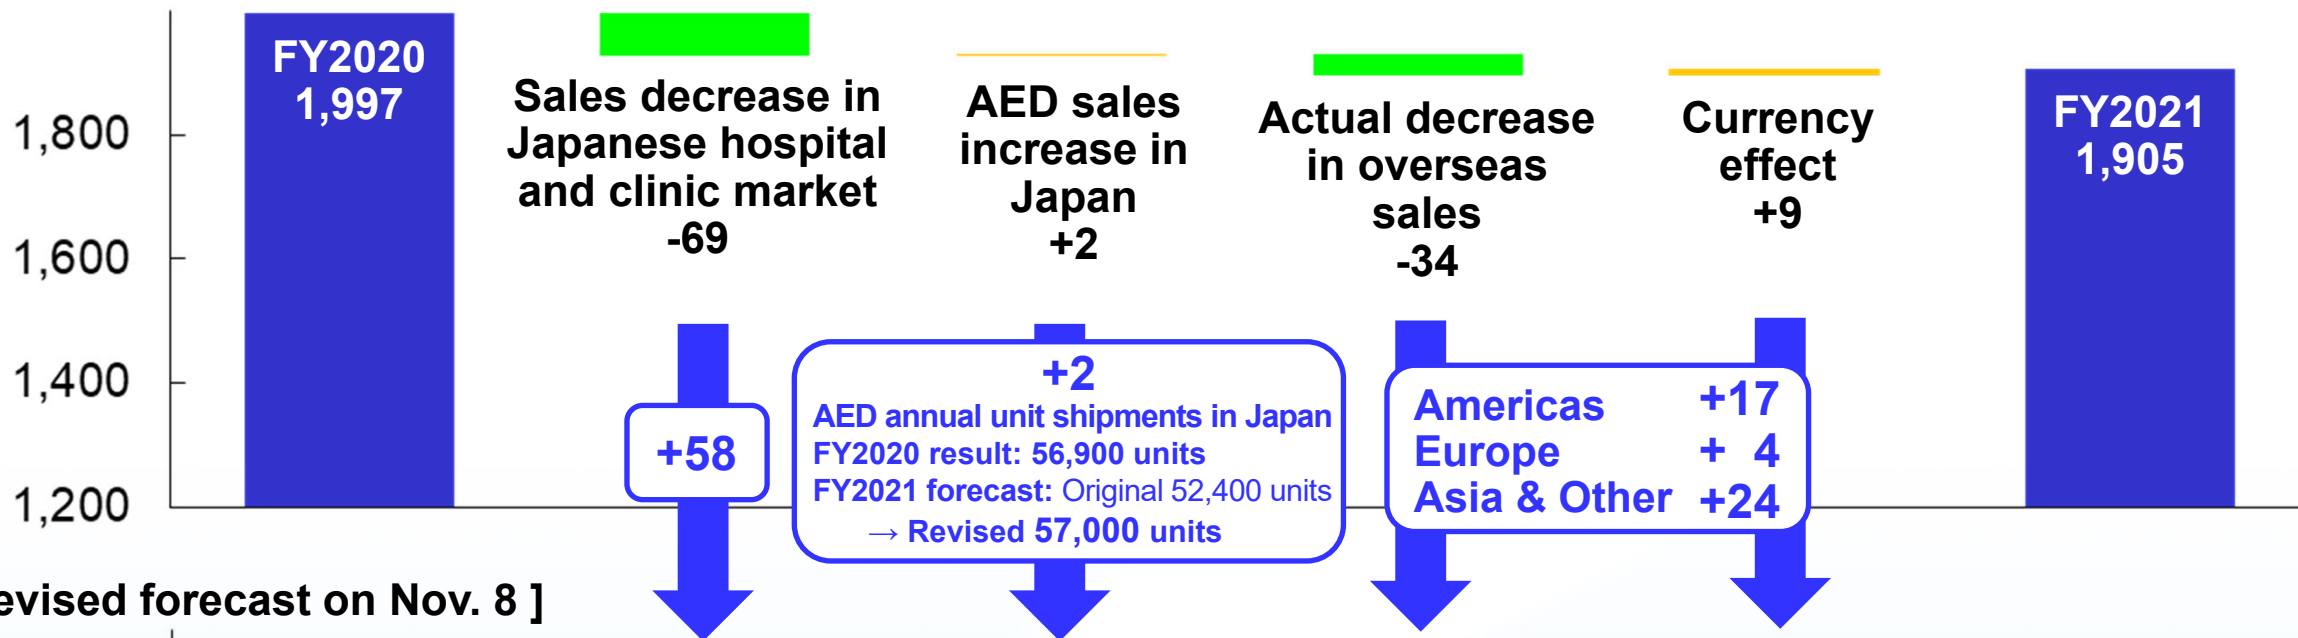 FY2020
1,997
Sales decrease in
Japanese hospital
and clinic market
-69
AED sales
increase in
Japan
+2
Actual decrease
in overseas
sales
-34
Currency
effect
+9
FY2021
1,905
1,800
1,600
1,400
1,200
+58
+2
AED annual unit shipments in Japan
FY2020 result: 56,900 units
FY2021 forecast: Original 52,400 units
→ Revised 57,000 units
Americas +17
Europe + 4
Asia & Other +24
evised forecast on Nov. 8 ]